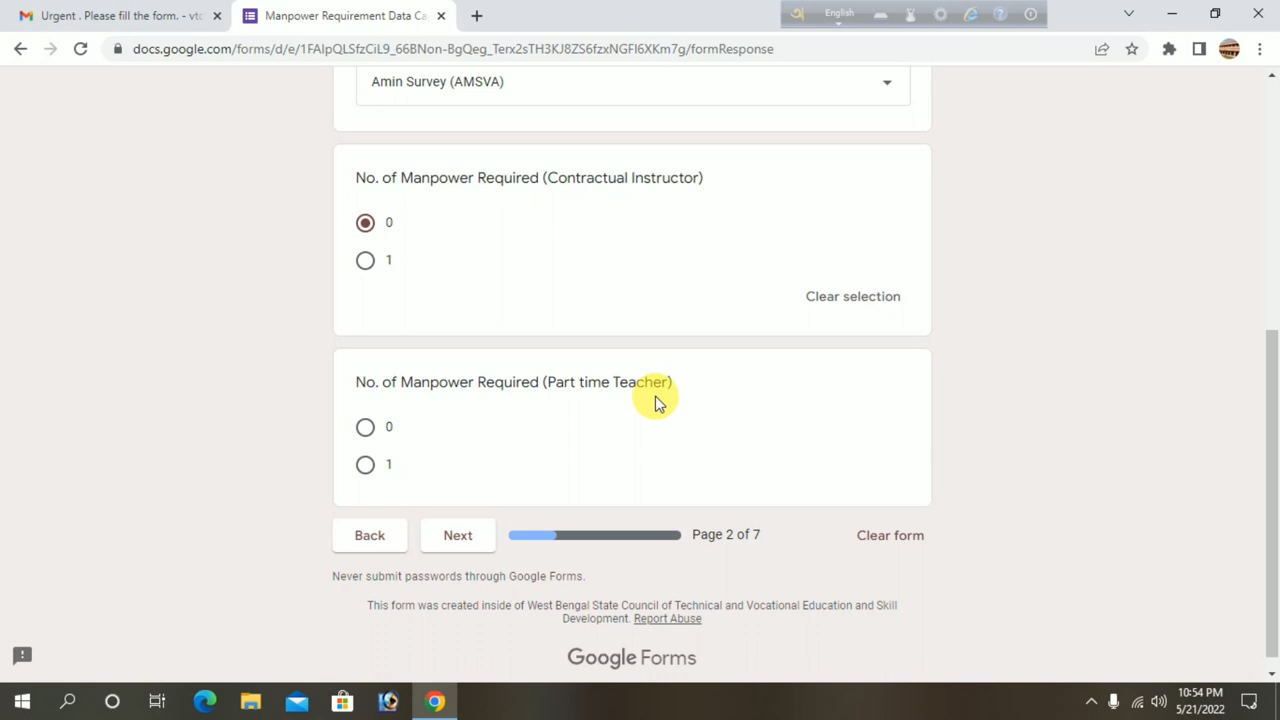 Urgent . Please fill the form. - vto
Manpower Requirement Data Ca
English
docs.google.com/forms/d/e/1FAIpQLSfzCiL9_66BNon-BgQeg_Terx2sTH3KJ8ZS6fzxNGFl6XKm7g/formResponse
Amin Survey (AMSVA)
No. of Manpower Required (Contractual Instructor)
0
1
Clear selection
No. of Manpower Required (Part time Teacher)
0
1
Back
Next
Page 2 of 7
Clear form
Never submit passwords through Google Forms.
This form was created inside of West Bengal State Council of Technical and Vocational Education and Skill
Development. Report Abuse
Google Forms
10:54 PM
5/21/2022